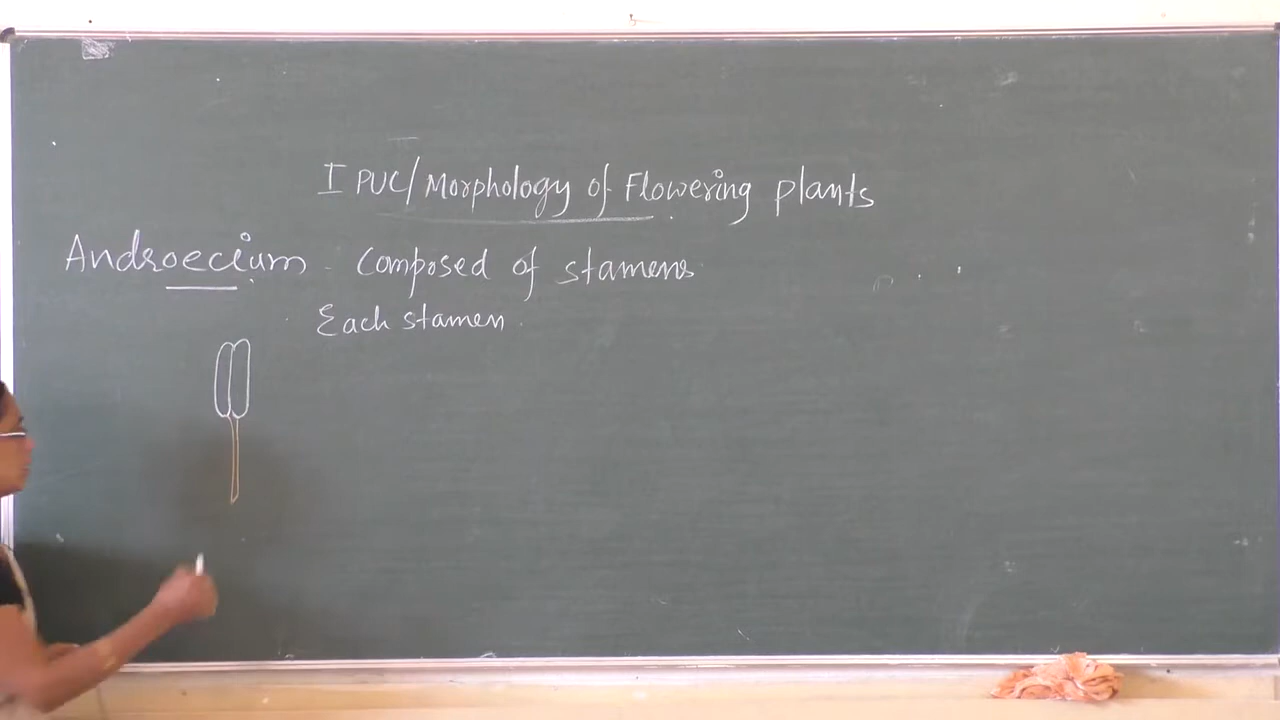 I PUC/Morphology of Flowering plants
Androecium. Composed of stamens
Each stamen.